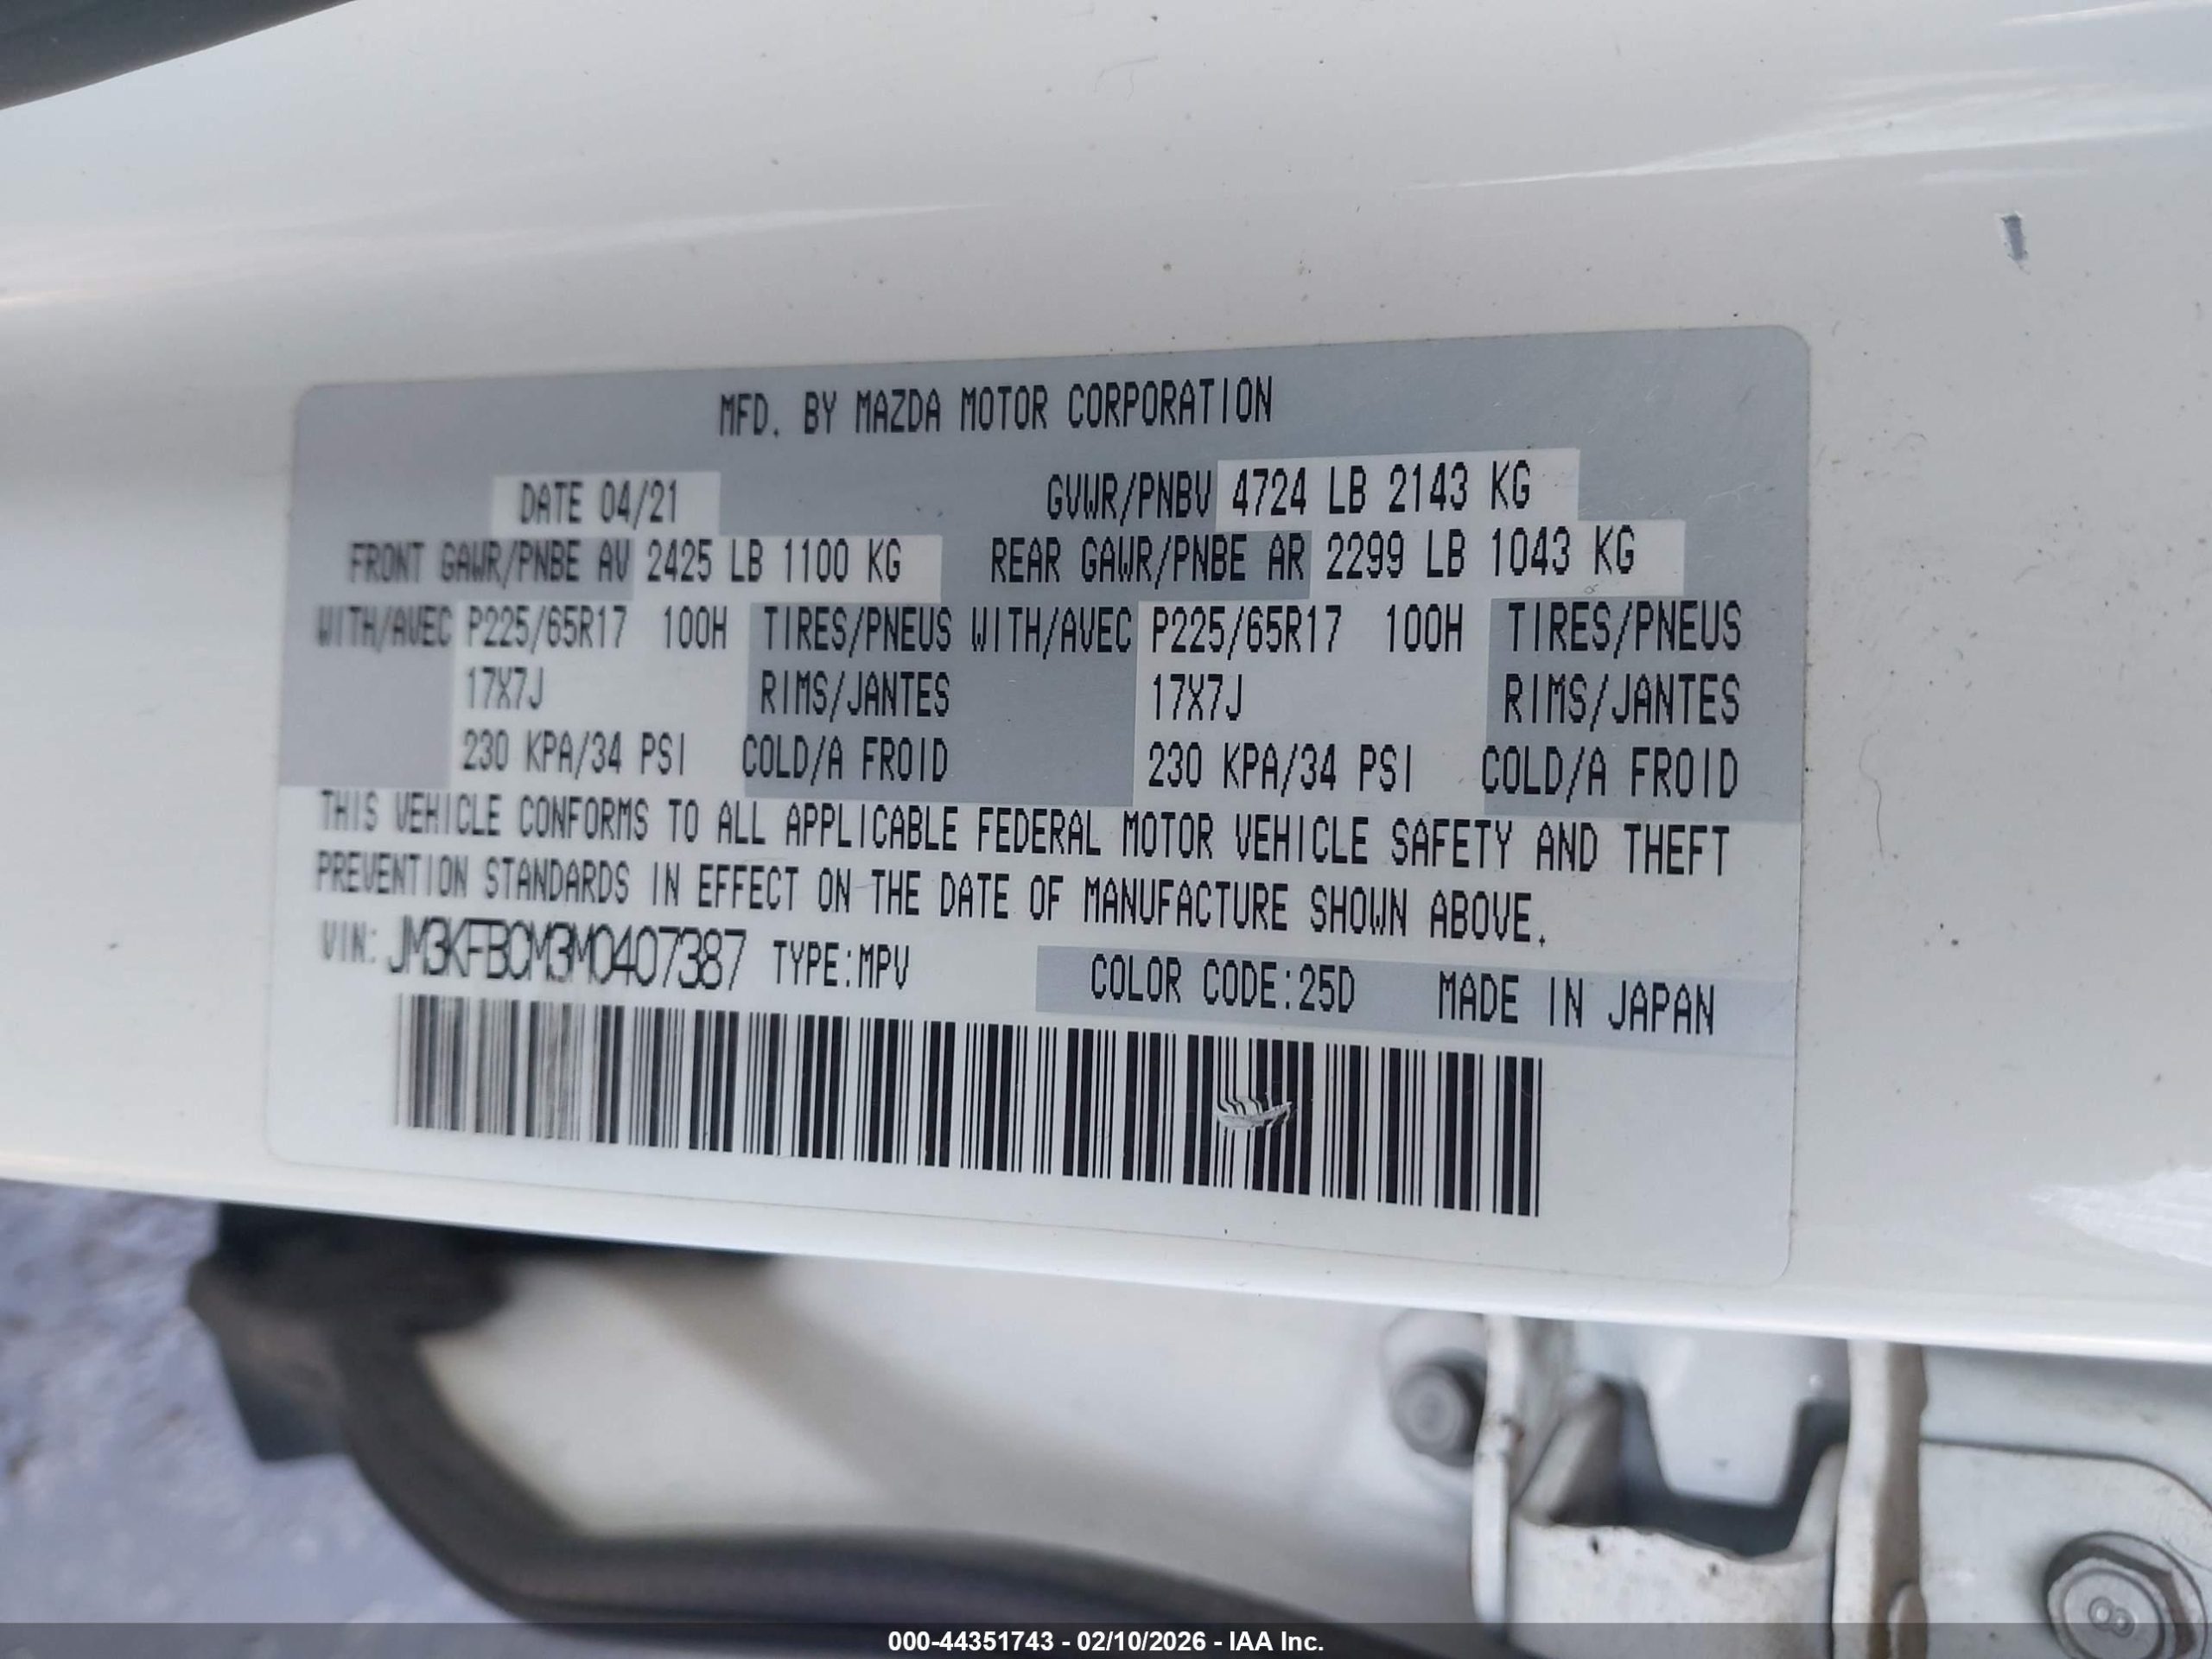 MFD. BY MAZDA MOTOR CORPORATION
DATE 04/21 GVWR/PNBV 4724 LB 2143 KG
FRONT GAWR/PNBE AV 2425 LB 1100 KG REAR GAWR/PNBE AR 2299 LB 1043 KG
WITH/AVEC P225/65R17 100H TIRES/PNEUS WITH/AVEC P225/65R17 100H TIRES/PNEUS
17X7J RIMS/JANTES 17X7J RIMS/JANTES
230 KPA/34 PSI COLD/A FROID 230 KPA/34 PSI COLD/A FROID
THIS VEHICLE CONFORMS TO ALL APPLICABLE FEDERAL MOTOR VEHICLE SAFETY AND THEFT
PREVENTION STANDARDS IN EFFECT ON THE DATE OF MANUFACTURE SHOWN ABOVE.
VIN: JM3KFBCM3M0407387 TYPE:MPV COLOR CODE:25D MADE IN JAPAN
8
000-44351743 - 02/10/2026 - IAA Inc.